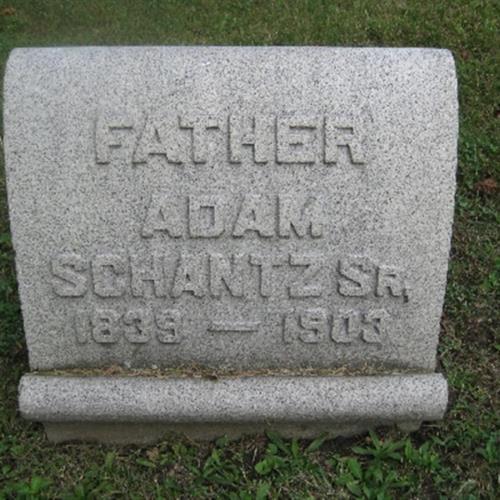 FATHER
ADAM
SCHANTZ SR.
1839 — 1903